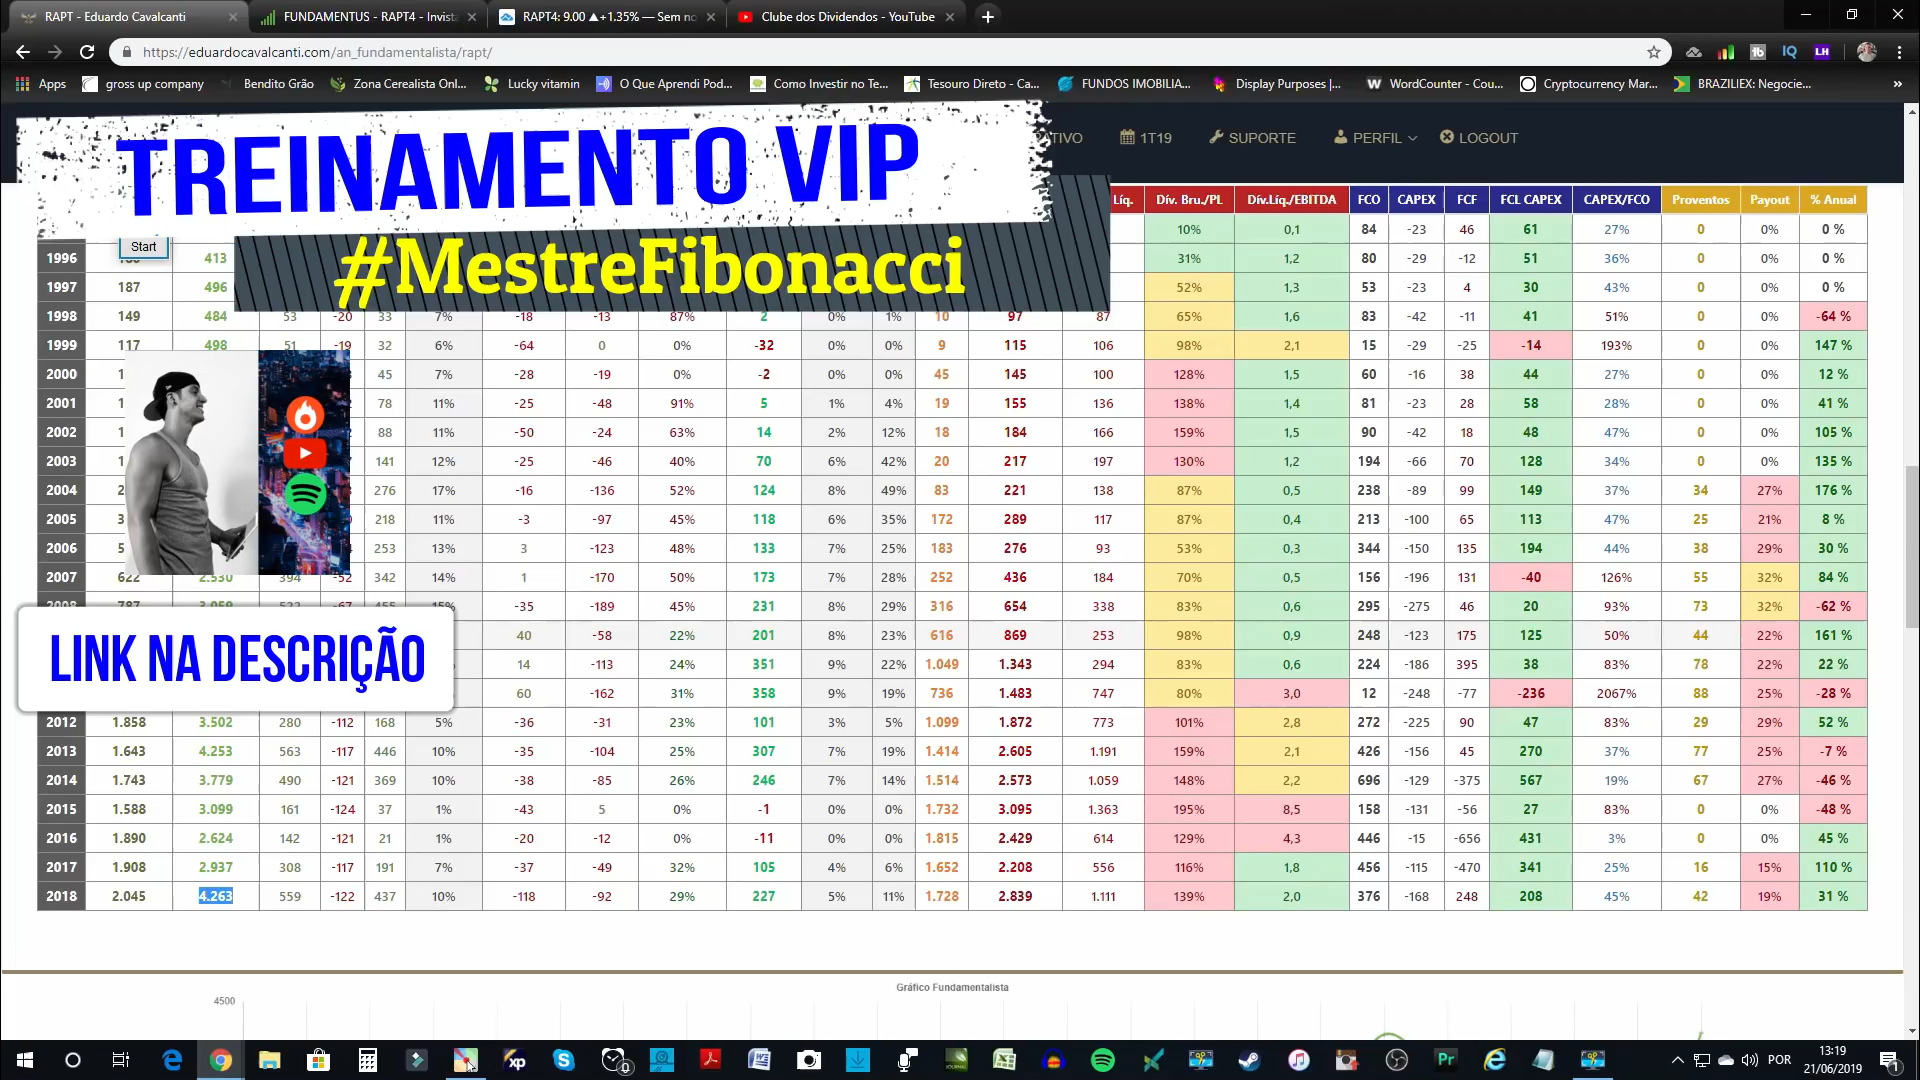 RAPT - Eduardo Cavalcanti
FUNDAMENTUS - RAPT4 - Invist
RAPT4: 9.00 ▲+1.35% — Sem no
Clube dos Dividendos - YouTube
https://eduardocavalcanti.com/an_fundamentalista/rapt/
Apps gross up company Bendito Grão Zona Cerealista Onl... Lucky vitamin O Que Aprendi Pod... Como Investir no Te... Tesouro Direto - Ca... FUNDOS IMOBILIA... Display Purposes |... WordCounter - Cou... Cryptocurrency Mar... BRAZILIEX: Negocie...
1T19 SUPORTE PERFIL LOGOUT
TREINAMENTO VIP
#MestreFibonacci
Start
LINK NA DESCRIÇÃO
Líq. Dív. Bru./PL Dív.Líq./EBITDA FCO CAPEX FCF FCL CAPEX CAPEX/FCO Proventos Payout % Anual
10% 0,1 84 -23 46 61 27% 0 0% 0 %
1996 413 31% 1,2 80 -29 -12 51 36% 0 0% 0 %
1997 187 496 52% 1,3 53 -23 4 30 43% 0 0% 0 %
1998 149 484 53 -20 33 7% -18 -13 87% 2 0% 1% 10 97 87 65% 1,6 83 -42 -11 41 51% 0 0% -64 %
1999 117 498 51 -19 32 6% -64 0 0% -32 0% 0% 9 115 106 98% 2,1 15 -29 -25 -14 193% 0 0% 147 %
2000 45 7% -28 -19 0% -2 0% 0% 45 145 100 128% 1,5 60 -16 38 44 27% 0 0% 12 %
2001 78 11% -25 -48 91% 5 1% 4% 19 155 136 138% 1,4 81 -23 28 58 28% 0 0% 41 %
2002 88 11% -50 -24 63% 14 2% 12% 18 184 166 159% 1,5 90 -42 18 48 47% 0 0% 105 %
2003 141 12% -25 -46 40% 70 6% 42% 20 217 197 130% 1,2 194 -66 70 128 34% 0 0% 135 %
2004 276 17% -16 -136 52% 124 8% 49% 83 221 138 87% 0,5 238 -89 99 149 37% 34 27% 176 %
2005 218 11% -3 -97 45% 118 6% 35% 172 289 117 87% 0,4 213 -100 65 113 47% 25 21% 8 %
2006 253 13% 3 -123 48% 133 7% 25% 183 276 93 53% 0,3 344 -150 135 194 44% 38 29% 30 %
2007 622 2.530 394 -52 342 14% 1 -170 50% 173 7% 28% 252 436 184 70% 0,5 156 -196 131 -40 126% 55 32% 84 %
2008 787 3.059 522 -67 455 15% -35 -189 45% 231 8% 29% 316 654 338 83% 0,6 295 -275 46 20 93% 73 32% -62 %
40 -58 22% 201 8% 23% 616 869 253 98% 0,9 248 -123 175 125 50% 44 22% 161 %
14 -113 24% 351 9% 22% 1.049 1.343 294 83% 0,6 224 -186 395 38 83% 78 22% 22 %
60 -162 31% 358 9% 19% 736 1.483 747 80% 3,0 12 -248 -77 -236 2067% 88 25% -28 %
2012 1.858 3.502 280 -112 168 5% -36 -31 23% 101 3% 5% 1.099 1.872 773 101% 2,8 272 -225 90 47 83% 29 29% 52 %
2013 1.643 4.253 563 -117 446 10% -35 -104 25% 307 7% 19% 1.414 2.605 1.191 159% 2,1 426 -156 45 270 37% 77 25% -7 %
2014 1.743 3.779 490 -121 369 10% -38 -85 26% 246 7% 14% 1.514 2.573 1.059 148% 2,2 696 -129 -375 567 19% 67 27% -46 %
2015 1.588 3.099 161 -124 37 1% -43 5 0% -1 0% 0% 1.732 3.095 1.363 195% 8,5 158 -131 -56 27 83% 0 0% -48 %
2016 1.890 2.624 142 -121 21 1% -20 -12 0% -11 0% 0% 1.815 2.429 614 129% 4,3 446 -15 -656 431 3% 0 0% 45 %
2017 1.908 2.937 308 -117 191 7% -37 -49 32% 105 4% 6% 1.652 2.208 556 116% 1,8 456 -115 -470 341 25% 16 15% 110 %
2018 2.045 4.263 559 -122 437 10% -118 -92 29% 227 5% 11% 1.728 2.839 1.111 139% 2,0 376 -168 248 208 45% 42 19% 31 %
Gráfico Fundamentalista
4500
POR
13:19
21/06/2019